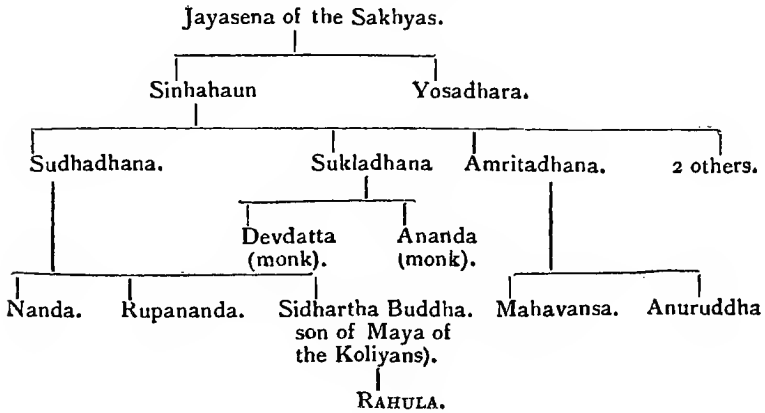 Jayasena of the Sakhyas.
Sinhahaun Yosadhara.
Sudhadhana. Sukladhana Amritadhana. 2 others.
Devdatta Ananda
(monk). (monk).
Nanda. Rupananda. Sidhartha Buddha. Mahavansa. Anuruddha
son of Maya of
the Koliyans).
RAHULA.